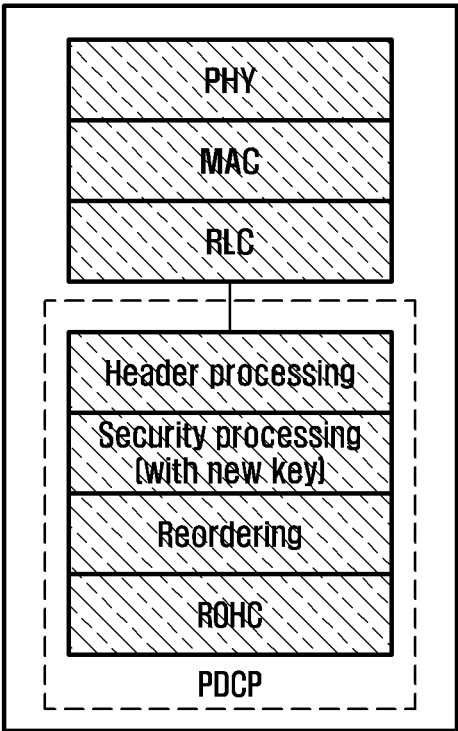 PHY
MAC
RLC
Header processing
Security processing
(with new key)
Reordering
ROHC
PDCP